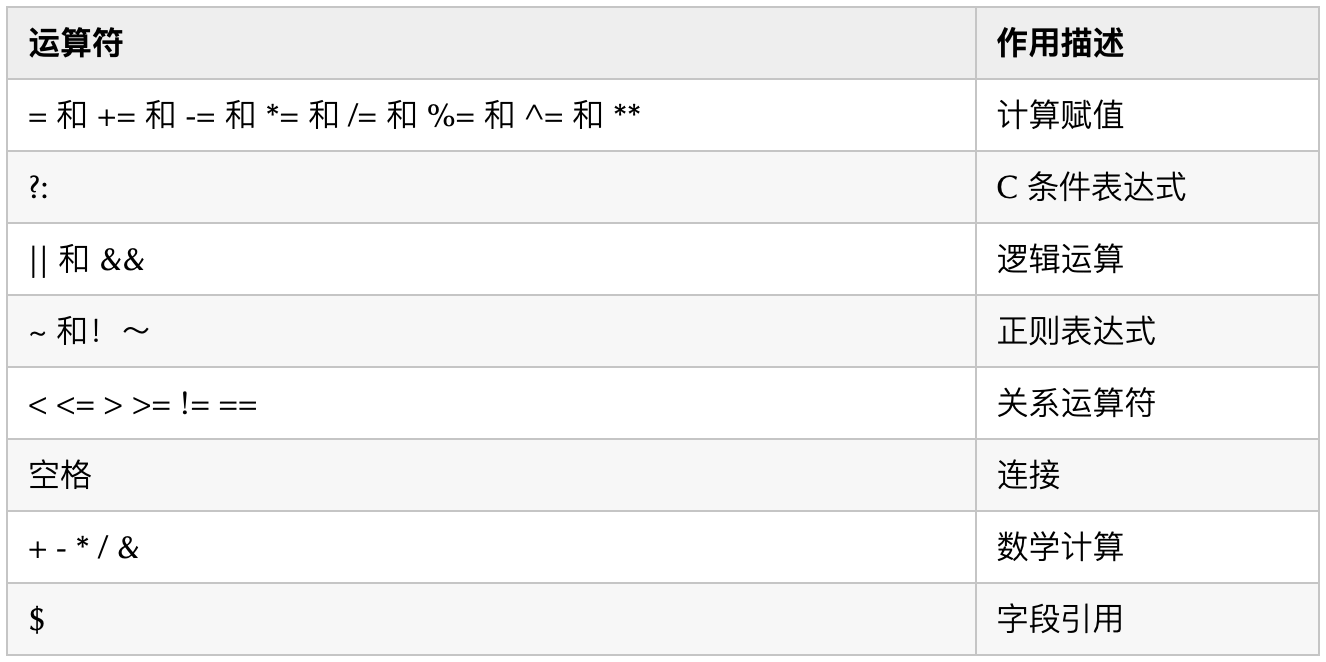 运算符 作用描述
= 和 += 和 -= 和 *= 和 /= 和 %= 和 ^= 和 ** 计算赋值
?: C 条件表达式
|| 和 && 逻辑运算
~ 和！～ 正则表达式
< <= > >= != == 关系运算符
空格 连接
+ - * / & 数学计算
$ 字段引用